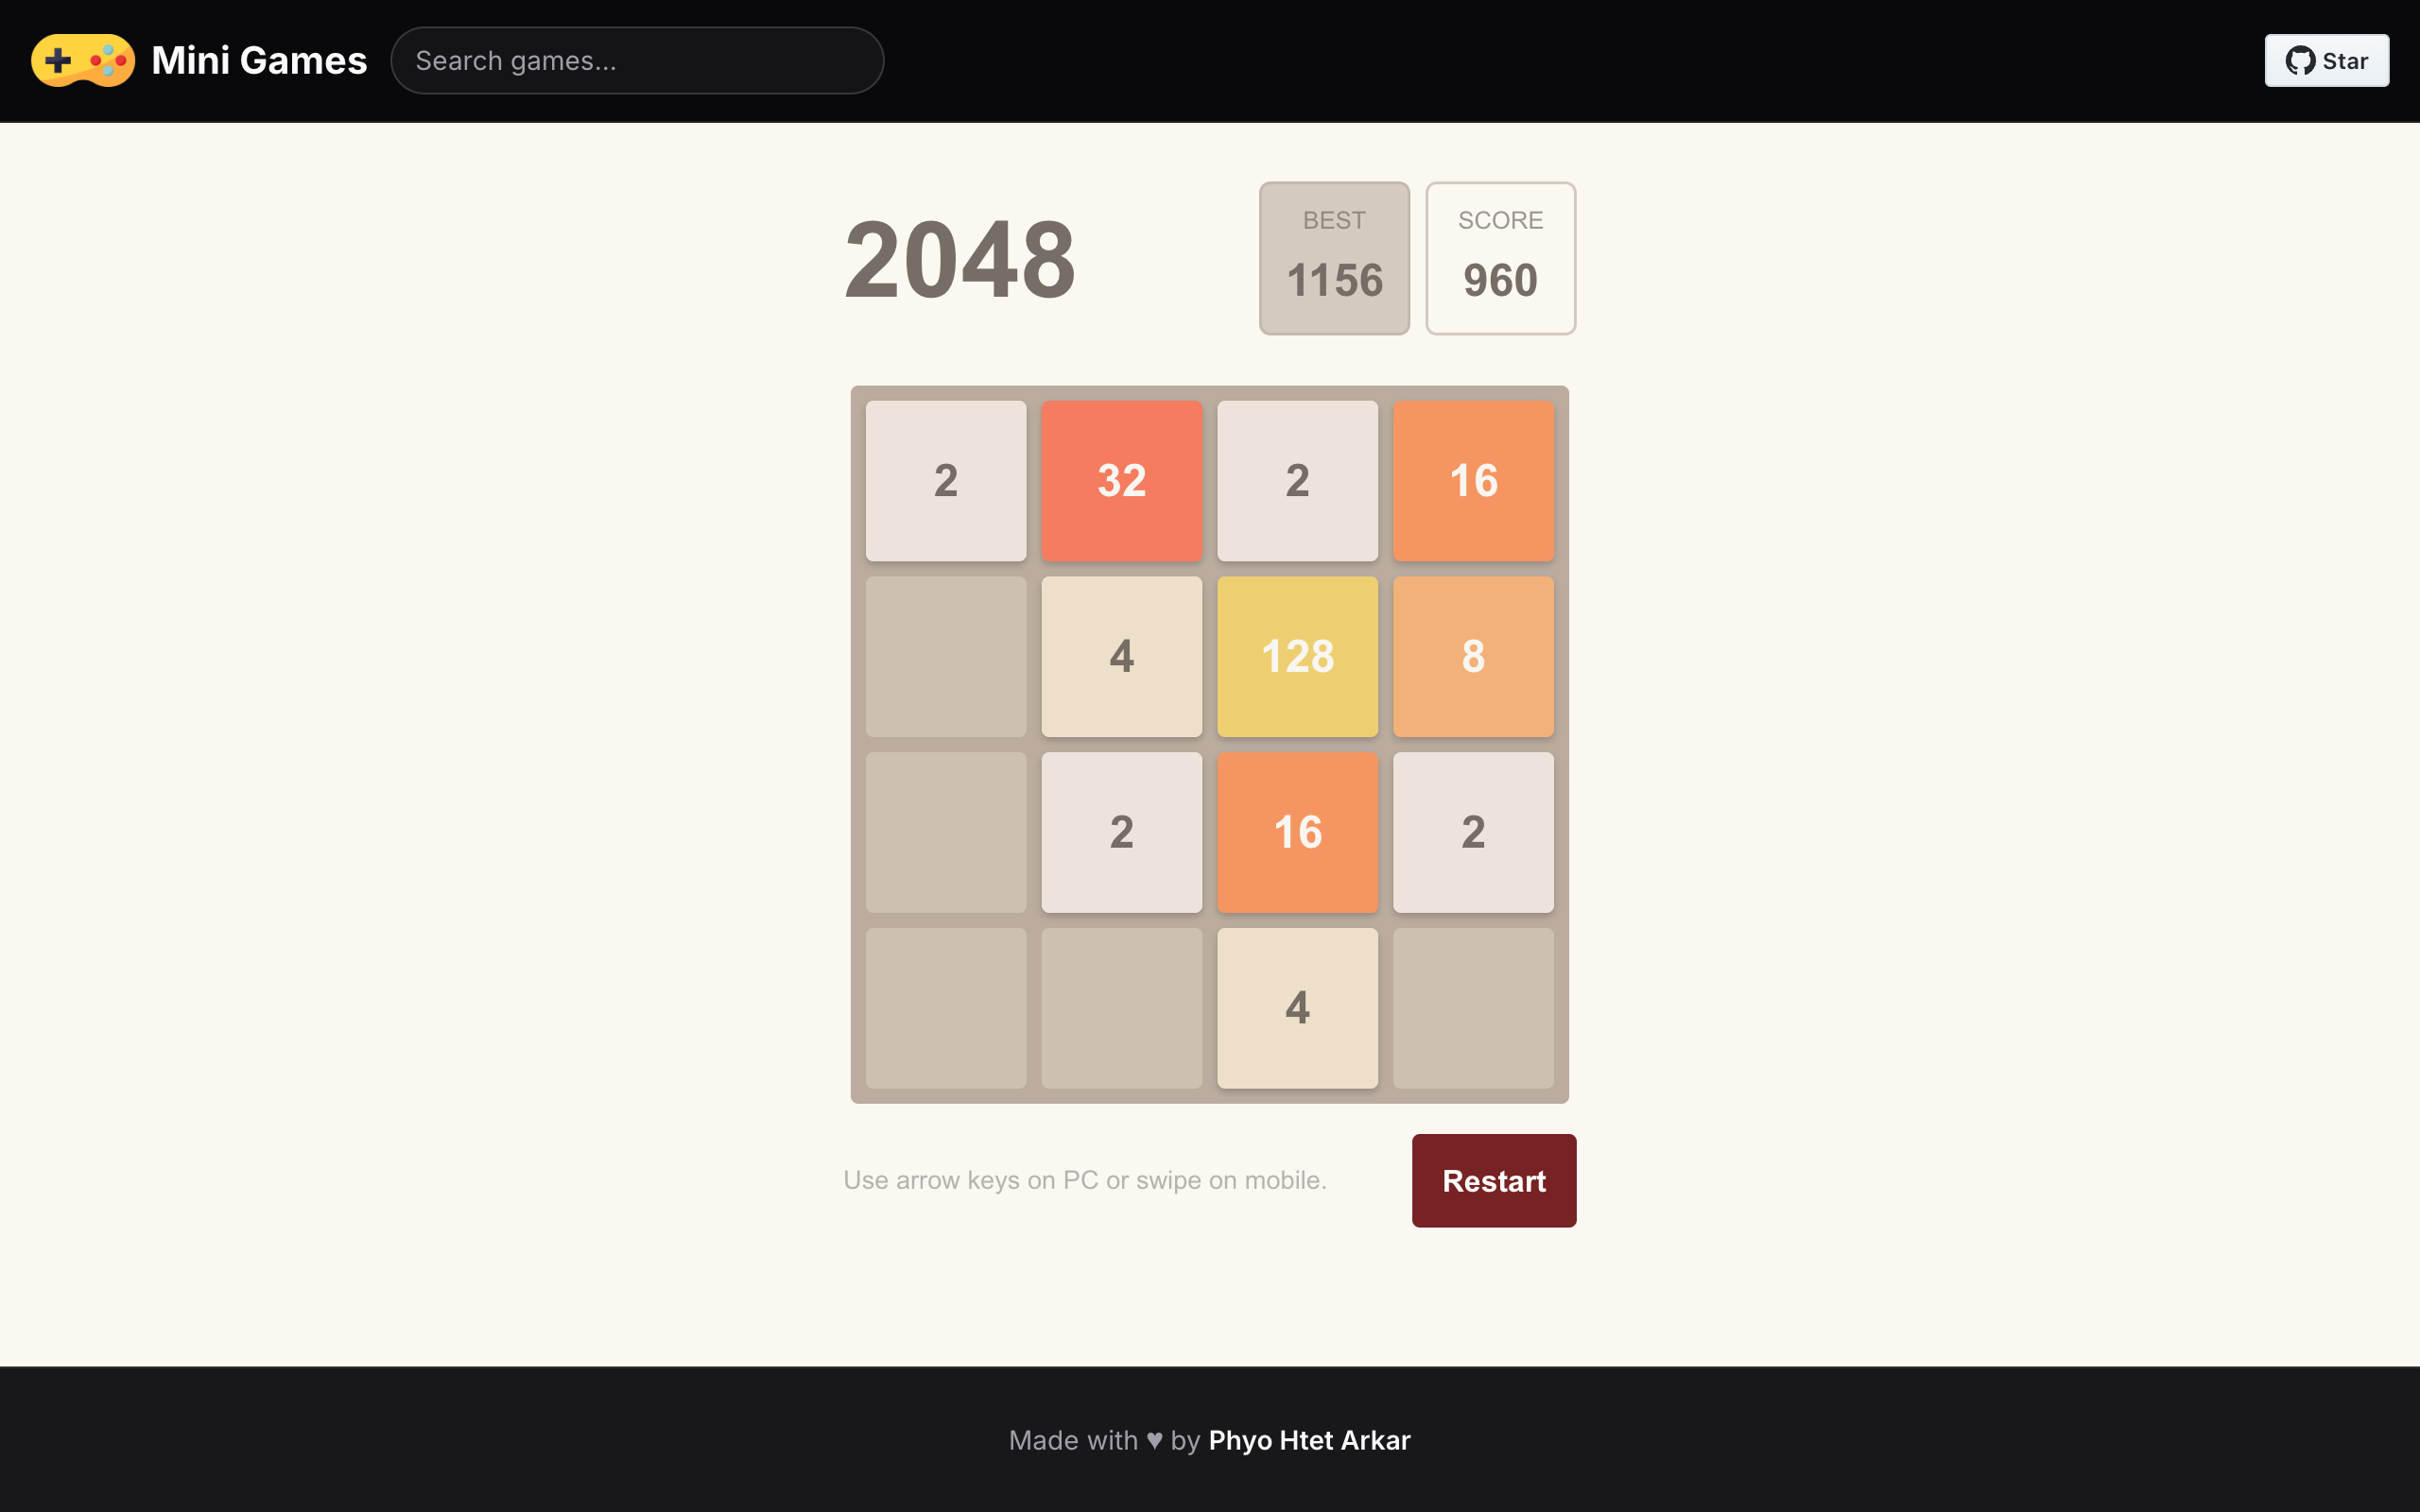 Mini Games
Search games...
Star
2048
BEST
1156
SCORE
960
2 32 2 16
4 128 8
2 16 2
4
Use arrow keys on PC or swipe on mobile.
Restart
Made with ♥ by Phyo Htet Arkar